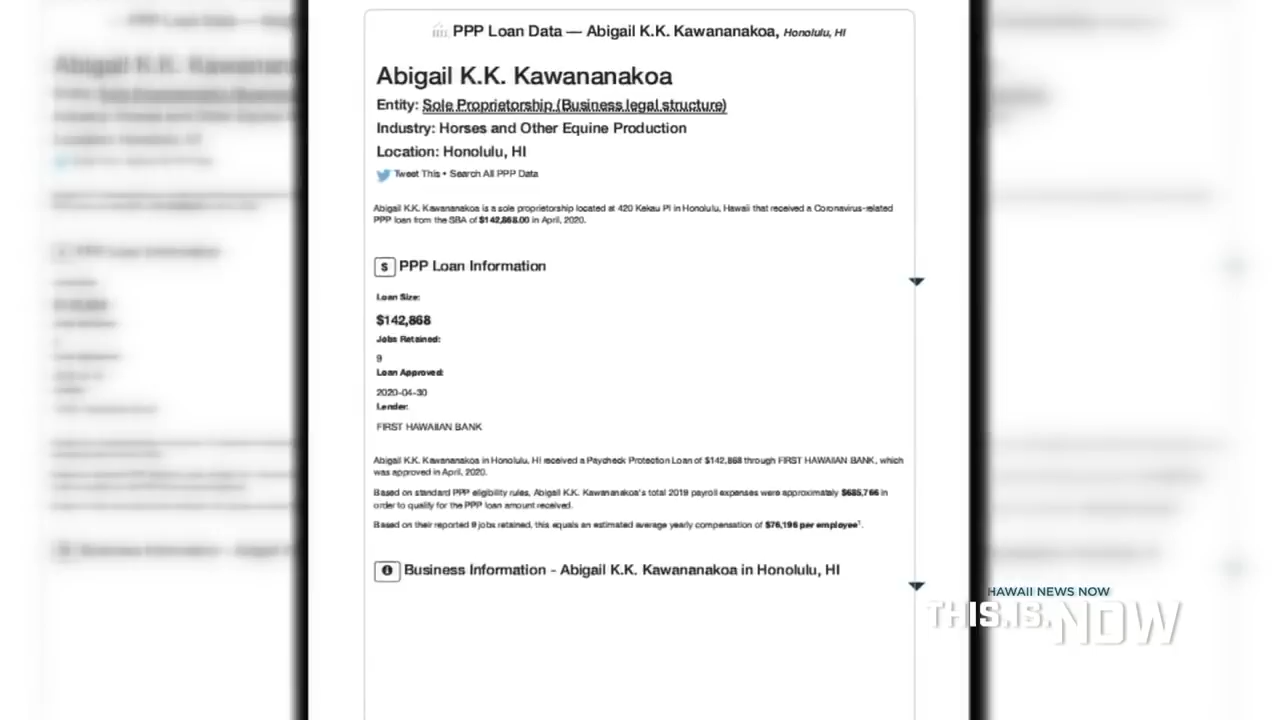 PPP Loan Data — Abigail K.K. Kawananakoa, Honolulu, HI
Abigail K.K. Kawananakoa
Entity: Sole Proprietorship (Business legal structure)
Industry: Horses and Other Equine Production
Location: Honolulu, HI
Tweet This • Search All PPP Data
Abigail K.K. Kawananakoa is a sole proprietorship located at 420 Kekau Pl in Honolulu, Hawaii that received a Coronavirus-related
PPP loan from the SBA of $142,868.00 in April, 2020.
$ PPP Loan Information
Loan Size:
$142,868
Jobs Retained:
9
Loan Approved:
2020-04-30
Lender:
FIRST HAWAIIAN BANK
Abigail K.K. Kawananakoa in Honolulu, HI received a Paycheck Protection Loan of $142,868 through FIRST HAWAIIAN BANK, which
was approved in April, 2020.
Based on standard PPP eligibility rules, Abigail K.K. Kawananakoa's total 2019 payroll expenses were approximately $685,766 in
order to qualify for the PPP loan amount received.
Based on their reported 9 jobs retained, this equals an estimated average yearly compensation of $76,196 per employee¹.
Business Information - Abigail K.K. Kawananakoa in Honolulu, HI
HAWAII NEWS NOW
THIS.IS.NOW